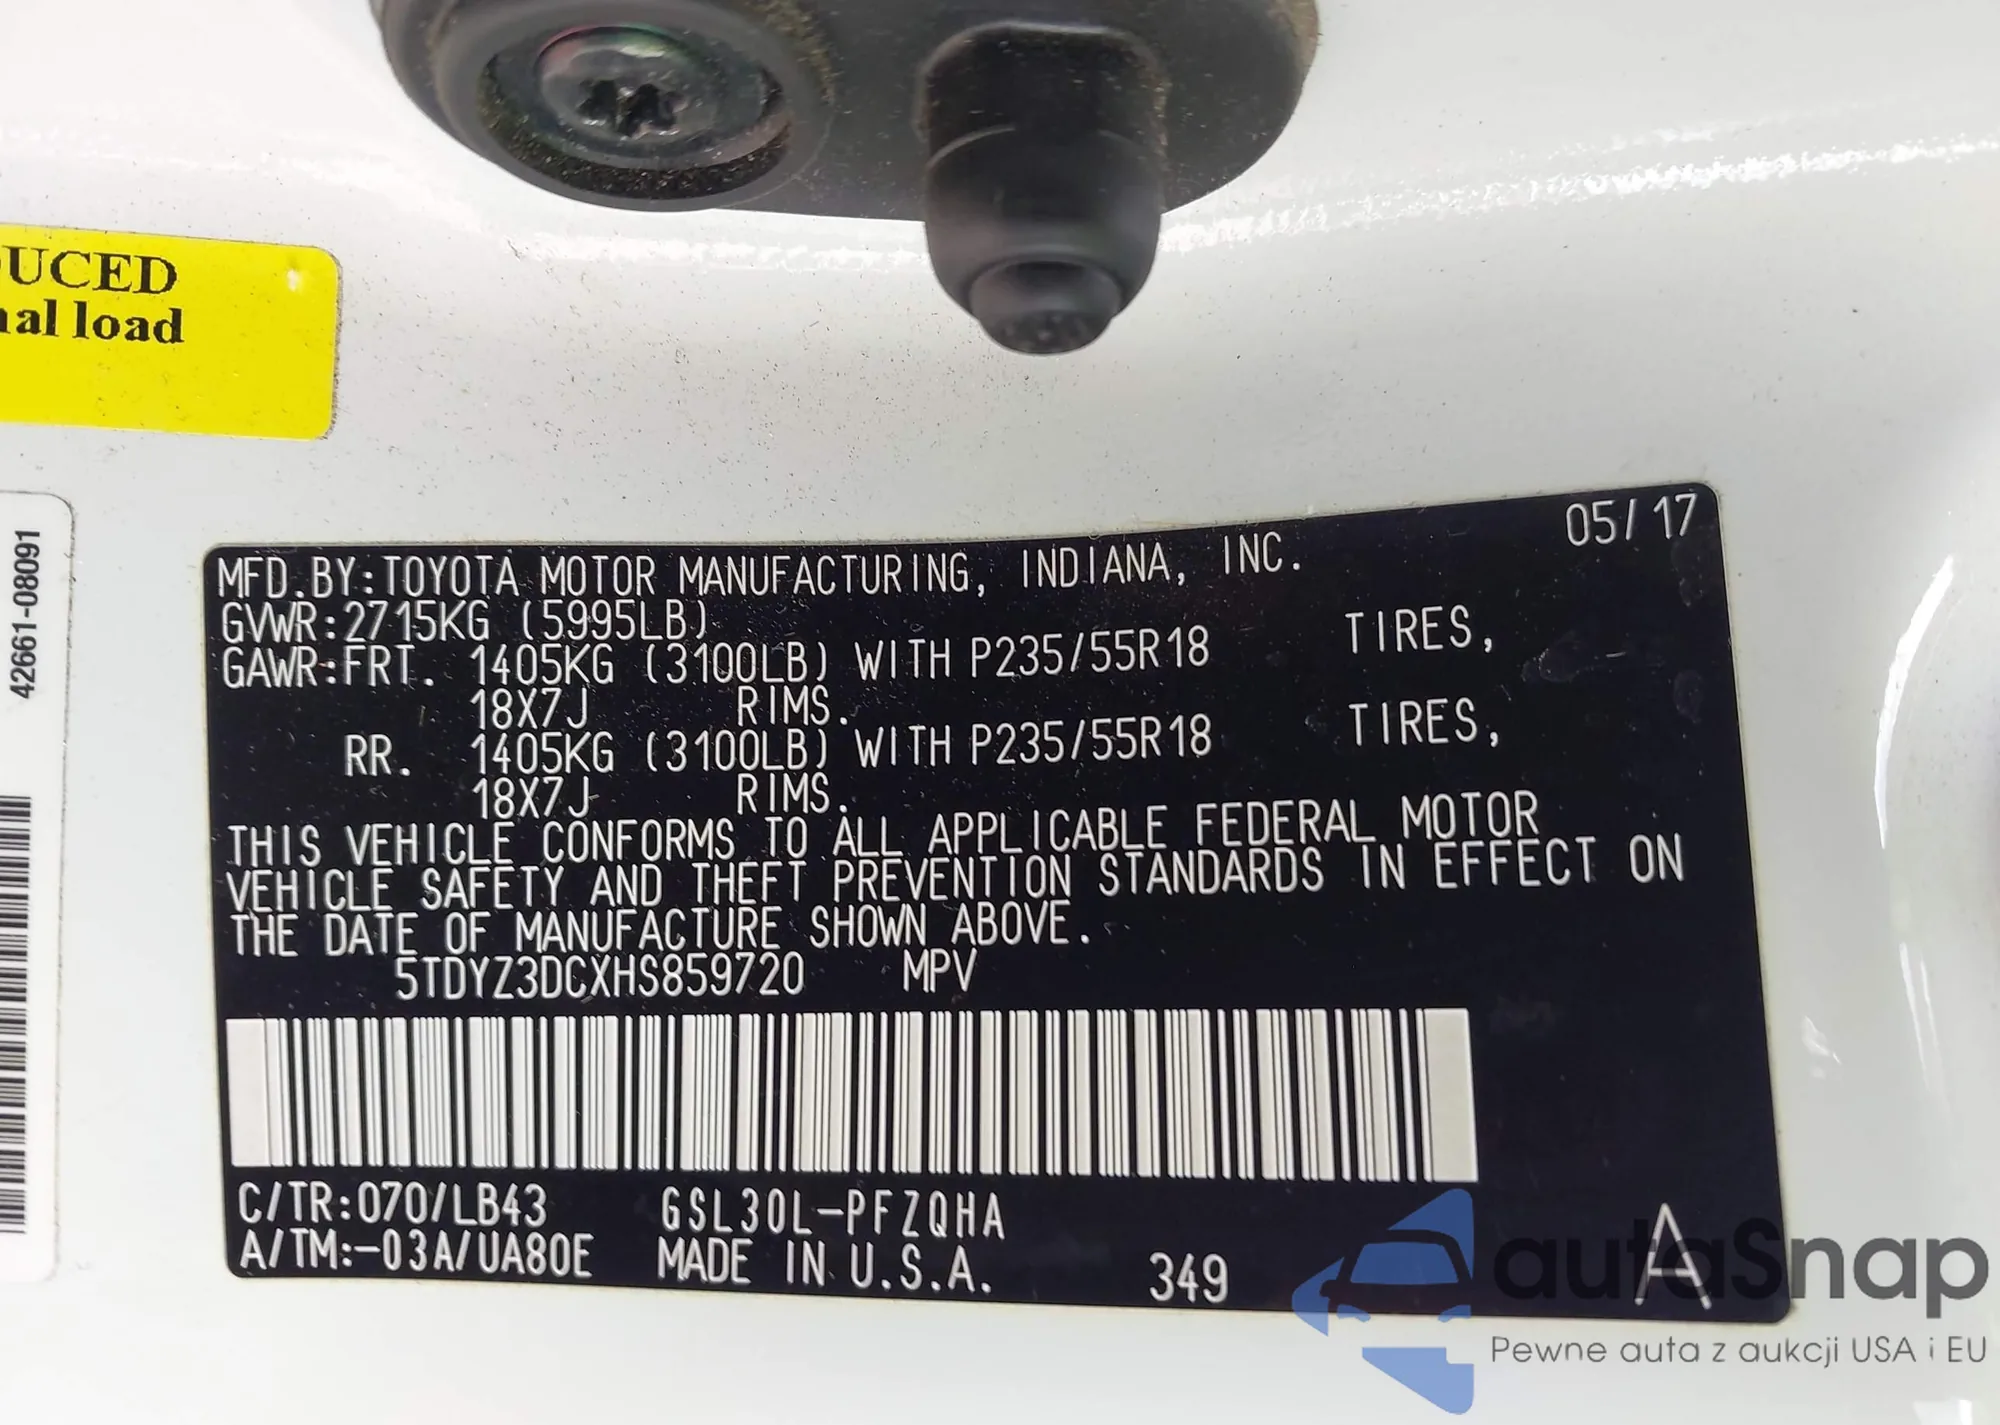 UCED
nal load
42661-08091
05/17
MFD.BY:TOYOTA MOTOR MANUFACTURING, INDIANA, INC.
GVWR:2715KG (5995LB)
GAWR:FRT. 1405KG (3100LB) WITH P235/55R18 TIRES,
18X7J RIMS.
RR. 1405KG (3100LB) WITH P235/55R18 TIRES,
18X7J RIMS.
THIS VEHICLE CONFORMS TO ALL APPLICABLE FEDERAL MOTOR
VEHICLE SAFETY AND THEFT PREVENTION STANDARDS IN EFFECT ON
THE DATE OF MANUFACTURE SHOWN ABOVE.
5TDYZ3DCXHS859720 MPV
C/TR:070/LB43 GSL30L-PFZQHA
A/TM:-03A/UA80E MADE IN U.S.A. 349 A
autaSnap
Pewne auta z aukcji USA i EU